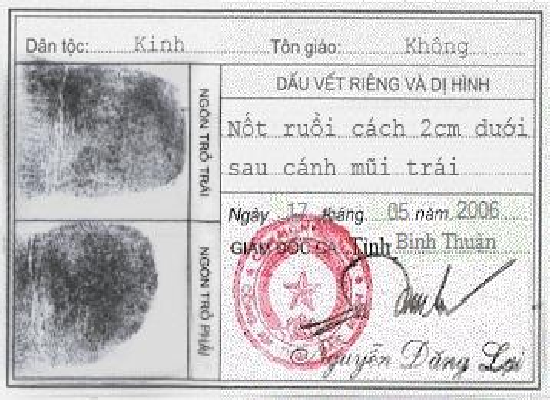 Dân tộc: Kinh Tôn giáo: Không
DẤU VẾT RIÊNG VÀ DỊ HÌNH
Nốt ruồi cách 2cm dưới
sau cánh mũi trái
NGÓN TRỎ TRÁI
NGÓN TRỎ PHẢI
Ngày 17 tháng 05 năm 2006
GIÁM ĐỐC CA Tỉnh Bình Thuận
Nguyễn Đăng